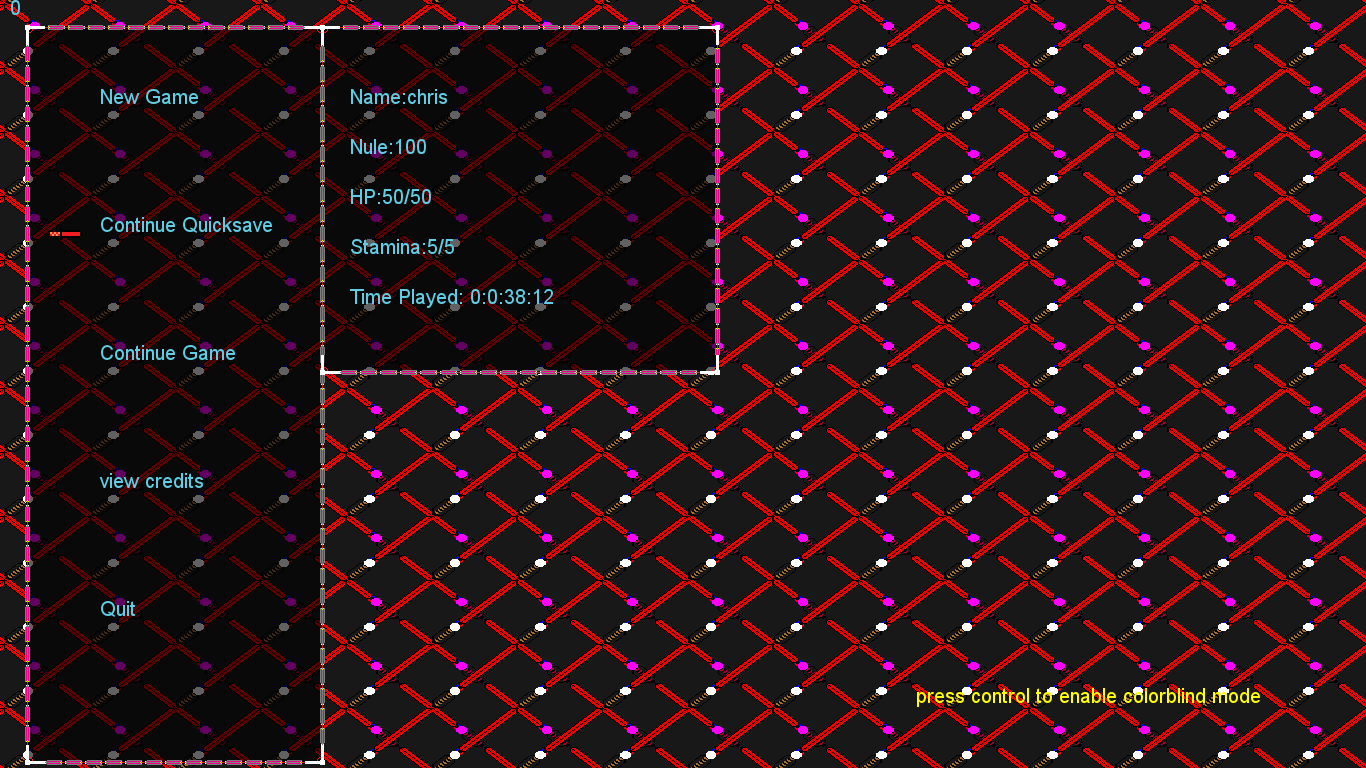 0
New Game
Continue Quicksave
Continue Game
view credits
Quit
Name:chris
Nule:100
HP:50/50
Stamina:5/5
Time Played: 0:0:38:12
press control to enable colorblind mode